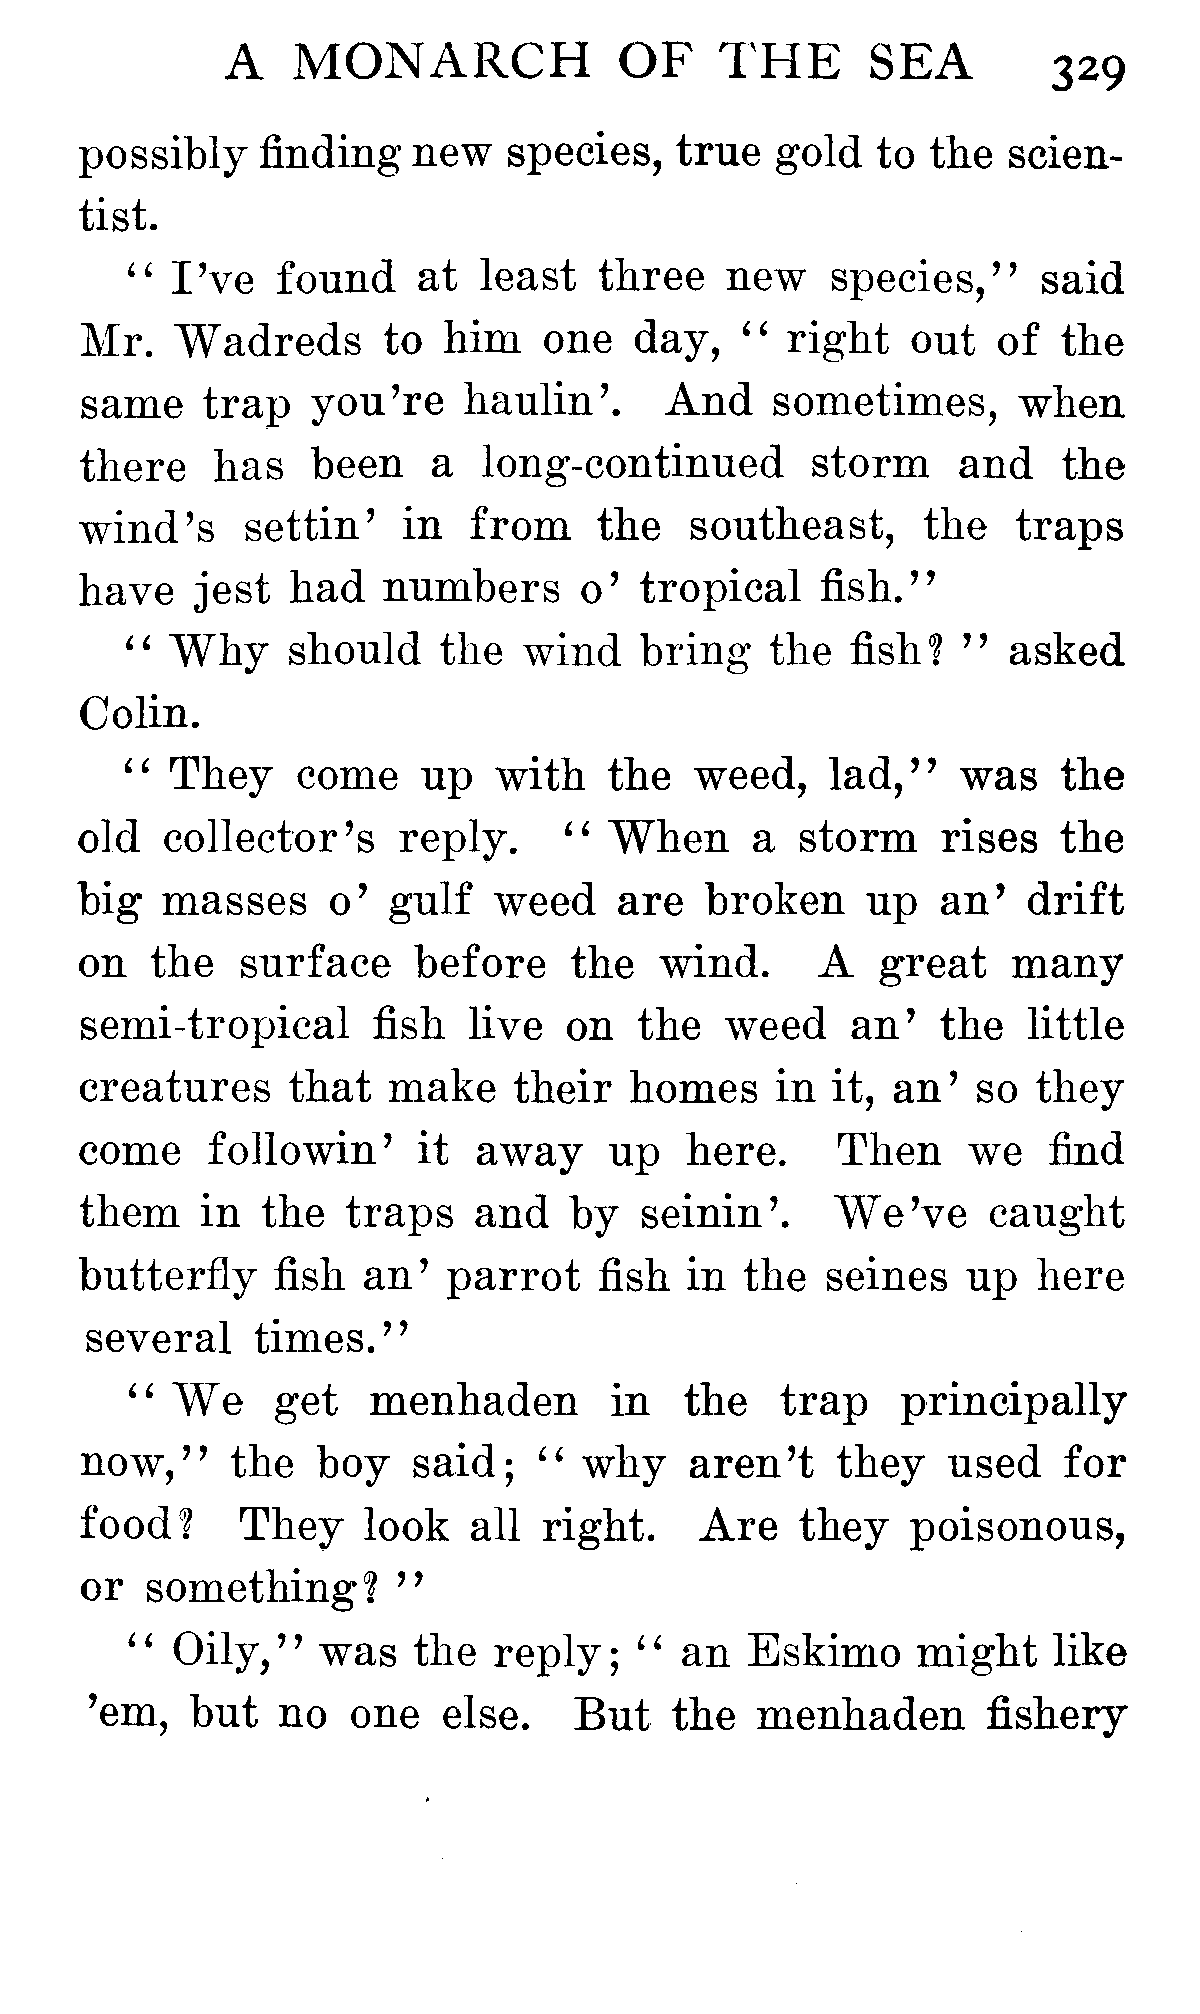 A MONARCH OF THE SEA 329
possibly finding new species, true gold to the scien-
tist.
“ I’ve found at least three new species,” said
Mr. Wadreds to him one day, “ right out of the
same trap you’re haulin’. And sometimes, when
there has been a long-continued storm and the
wind’s settin’ in from the southeast, the traps
have jest had numbers o’ tropical fish.”
“ Why should the wind bring the fish? ” asked
Colin.
“ They come up with the weed, lad,” was the
old collector’s reply. “ When a storm rises the
big masses o’ gulf weed are broken up an’ drift
on the surface before the wind. A great many
semi-tropical fish live on the weed an’ the little
creatures that make their homes in it, an’ so they
come followin’ it away up here. Then we find
them in the traps and by seinin’. We’ve caught
butterfly fish an’ parrot fish in the seines up here
several times.”
“ We get menhaden in the trap principally
now,” the boy said; “ why aren’t they used for
food? They look all right. Are they poisonous,
or something? ”
“ Oily,” was the reply; “ an Eskimo might like
’em, but no one else. But the menhaden fishery